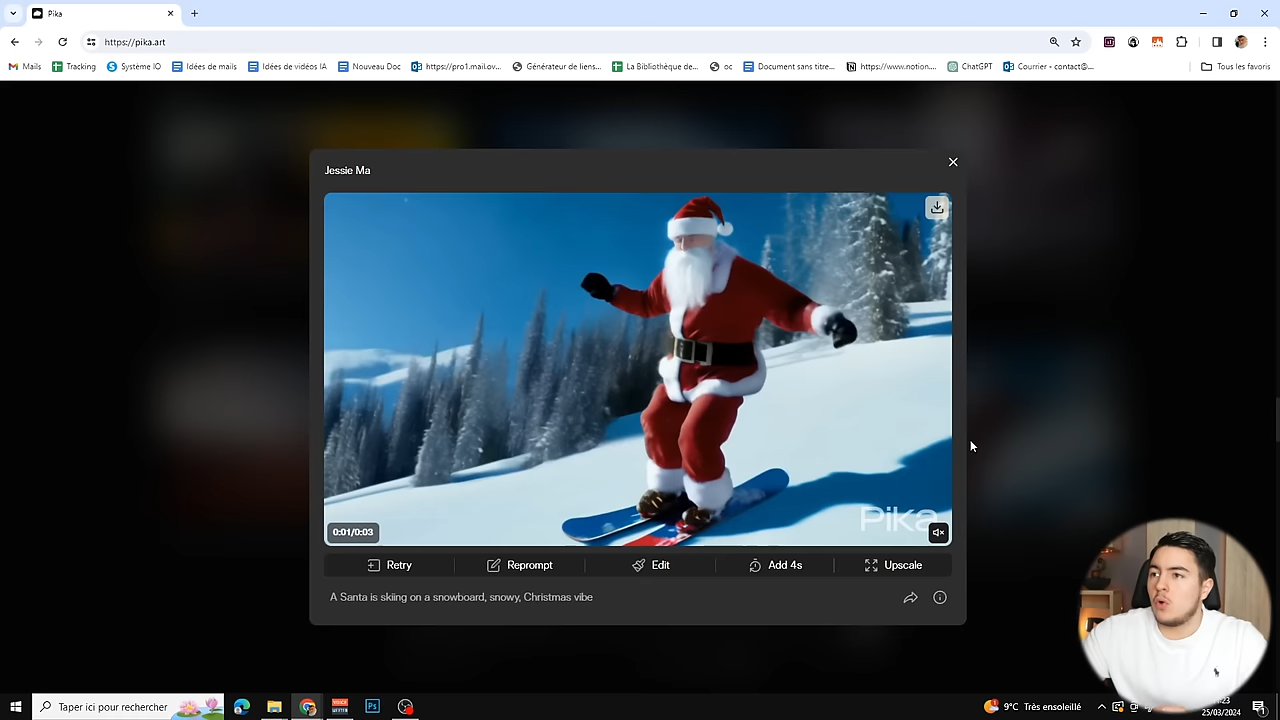 Pika
https://pika.art
Mails
Tracking
Système IO
Idées de mails
Idées de vidéos IA
Nouveau Doc
https://pro1.mail.ov...
Générateur de liens...
La Bibliothèque de...
oc
Document sans titre...
https://www.notion....
ChatGPT
Courrier - contact@...
Tous les favoris
Jessie Ma
Pika
0:01/0:03
Retry
Reprompt
Edit
Add 4s
Upscale
A Santa is skiing on a snowboard, snowy, Christmas vibe
Taper ici pour rechercher
Ps
9°C Très ensoleillé
25/03/2024